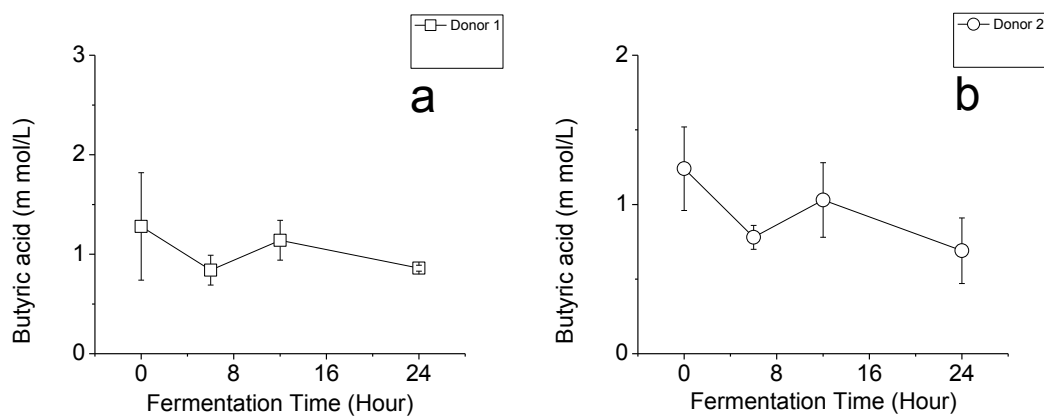 Donor 1
a
3
2
1
0
Butyric acid (m mol/L)
0 8 16 24
Fermentation Time (Hour)
Donor 2
b
2
1
0
Butyric acid (m mol/L)
0 8 16 24
Fermentation Time (Hour)